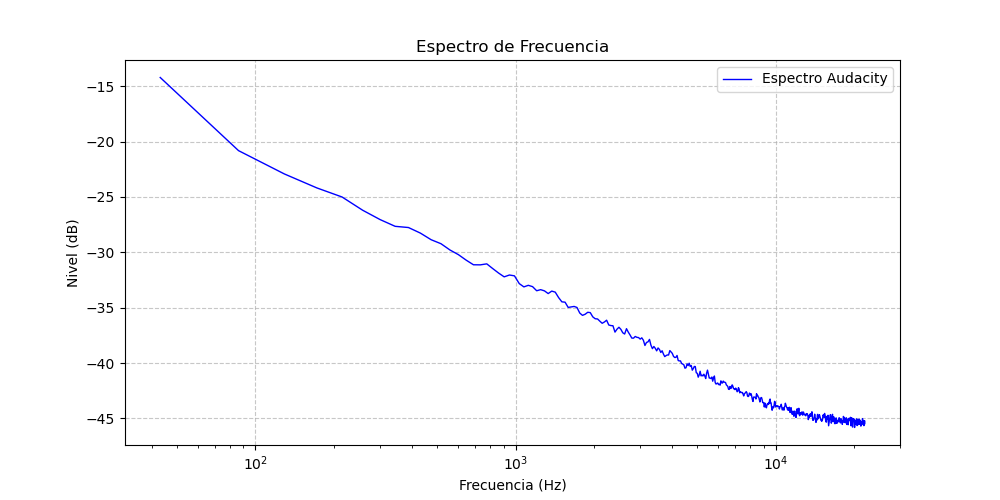 Espectro de Frecuencia
Espectro Audacity
Nivel (dB)
−15
−20
−25
−30
−35
−40
−45
10²
10³
10⁴
Frecuencia (Hz)